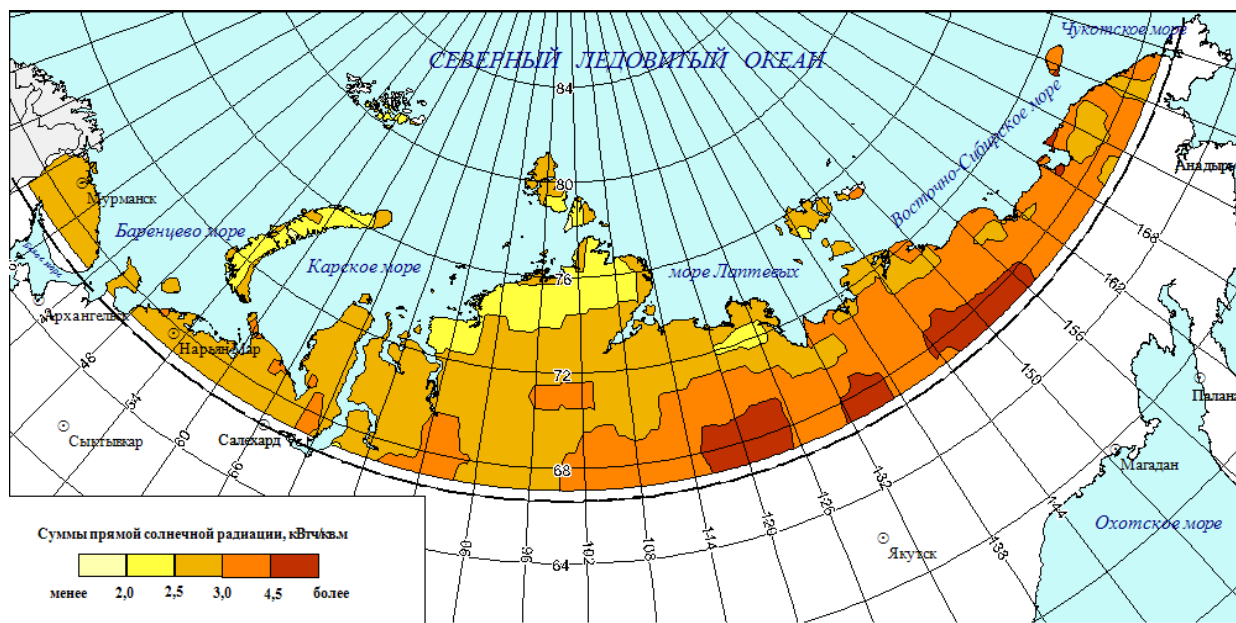 Чукотское море
СЕВЕРНЫЙ ЛЕДОВИТЫЙ ОКЕАН
84
Восточно-Сибирское море
Анадырь
80
Мурманск
Баренцево море
Карское море
76
море Лаптевых
168
162
Архангельск
156
48
Нарьян-Мар
72
150
54
Палана
Сыктывкар
60
Салехард
66
68
Магадан
132
144
126
120
Охотское море
114
108
138
Якутск
90
96
102
64
Суммы прямой солнечной радиации, кВтч/кв.м
менее 2,0 2,5 3,0 4,5 более